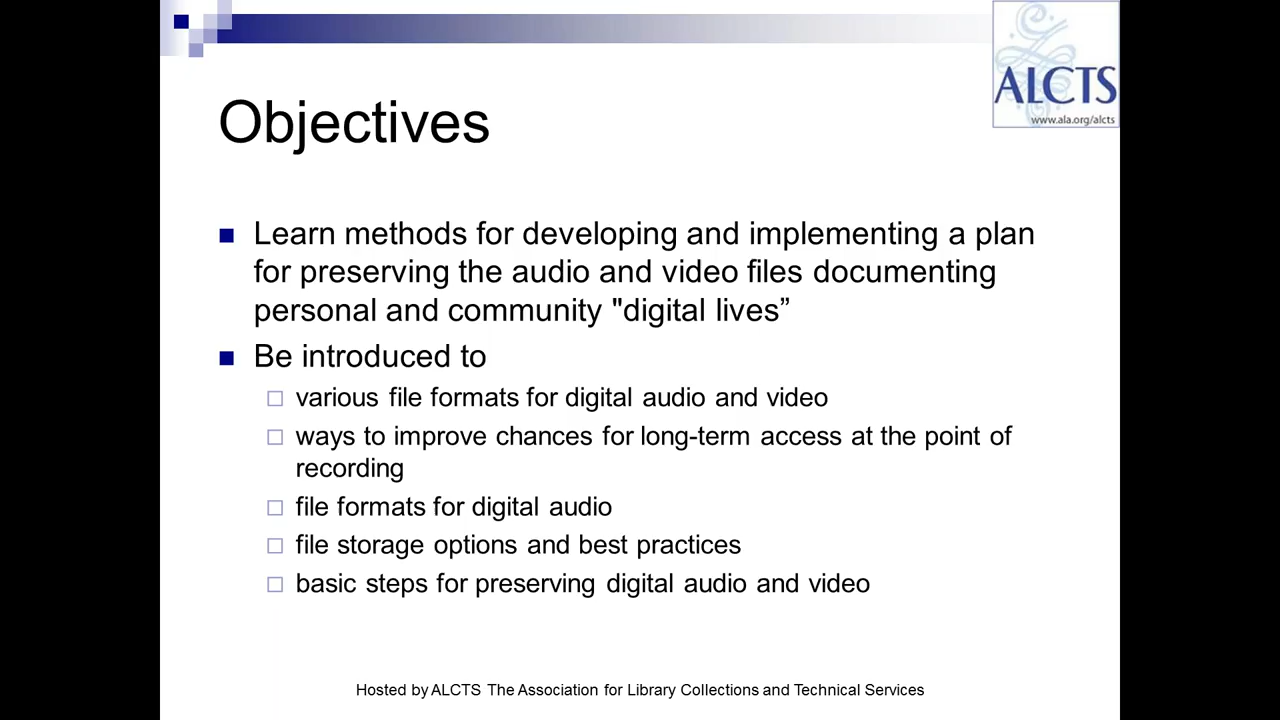 ALCTS
www.ala.org/alcts
Objectives
Learn methods for developing and implementing a plan
for preserving the audio and video files documenting
personal and community "digital lives”
Be introduced to
various file formats for digital audio and video
ways to improve chances for long-term access at the point of
recording
file formats for digital audio
file storage options and best practices
basic steps for preserving digital audio and video
Hosted by ALCTS The Association for Library Collections and Technical Services